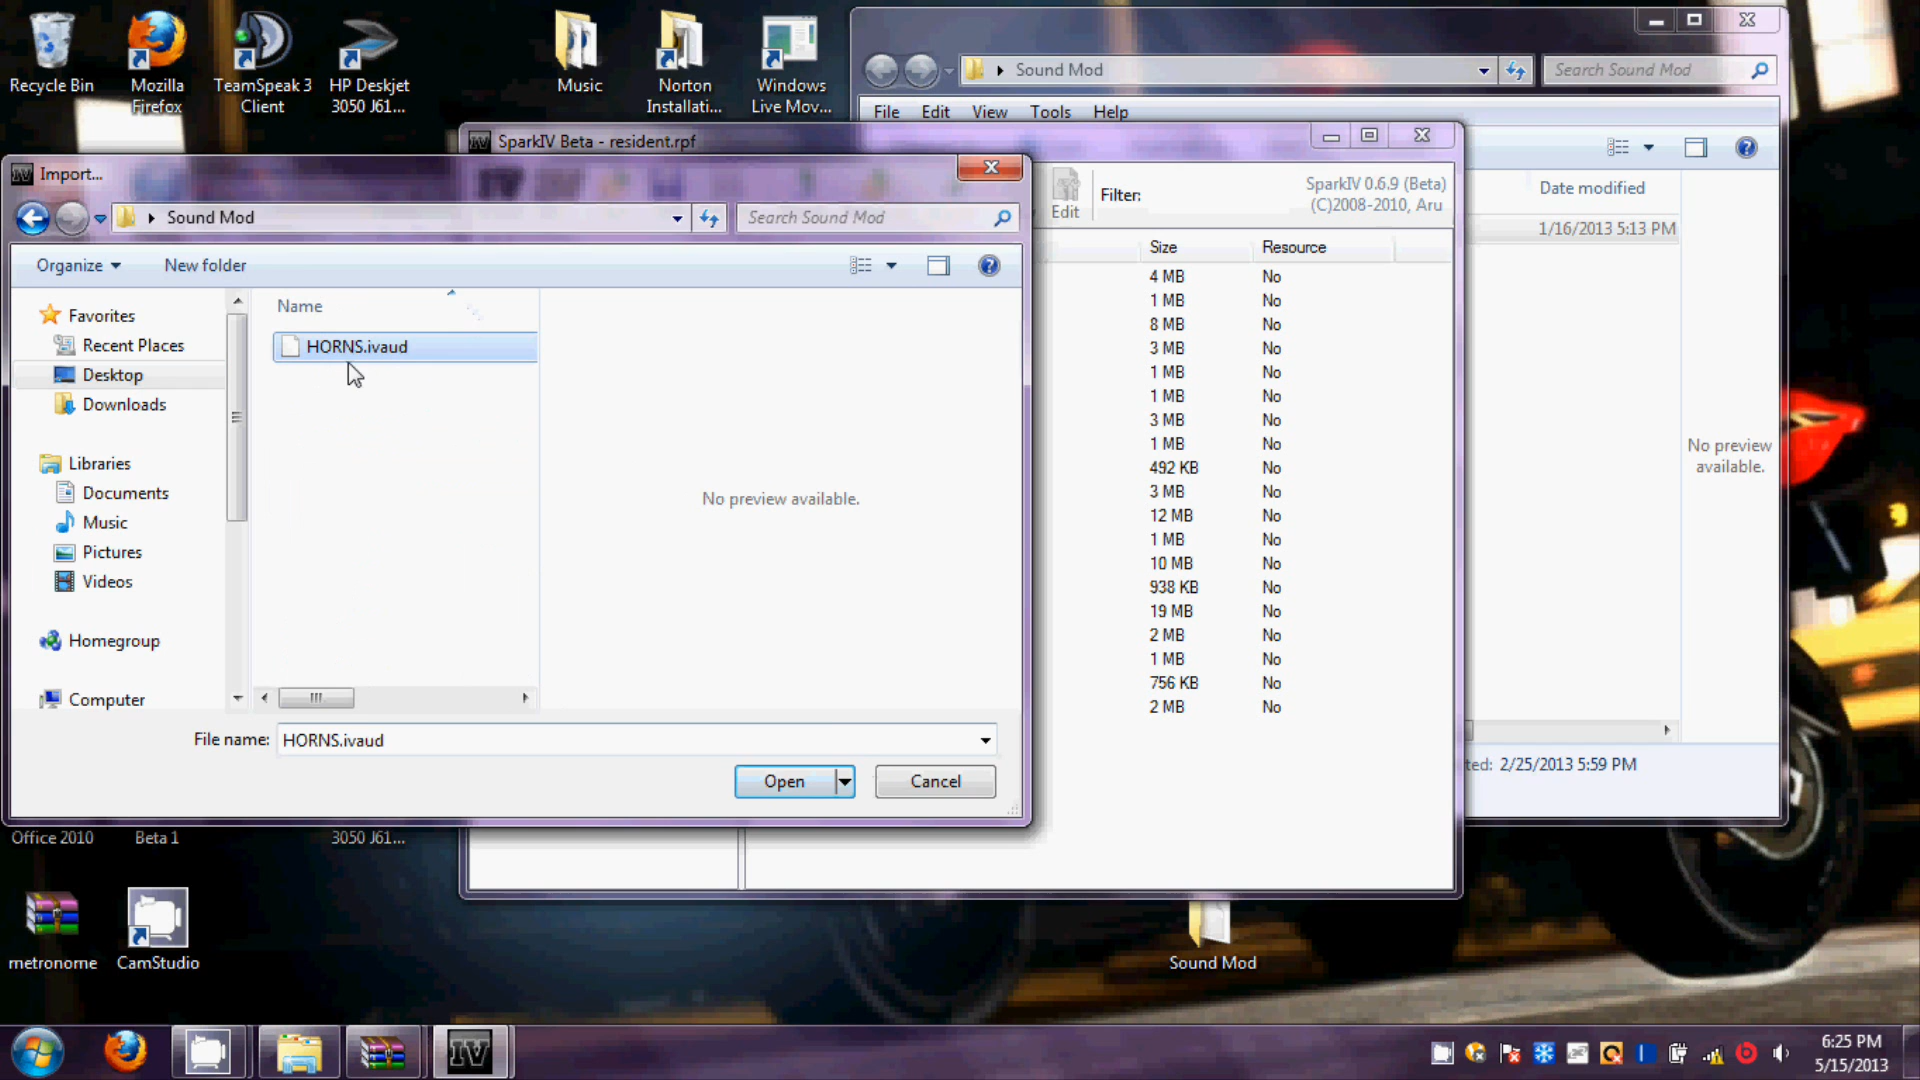 Recycle Bin
Mozilla
Firefox
TeamSpeak 3
Client
HP Deskjet
3050 J61...
Music
Norton
Installati...
Windows
Live Mov...
Sound Mod
Search Sound Mod
File Edit View Tools Help
SparkIV Beta - resident.rpf
Date modified
1/16/2013 5:13 PM
No preview
available.
ted: 2/25/2013 5:59 PM
Edit
Filter:
SparkIV 0.6.9 (Beta)
(C)2008-2010, Aru
Size Resource
4 MB No
1 MB No
8 MB No
3 MB No
1 MB No
1 MB No
3 MB No
1 MB No
492 KB No
3 MB No
12 MB No
1 MB No
10 MB No
938 KB No
19 MB No
2 MB No
1 MB No
756 KB No
2 MB No
Import...
Sound Mod
Search Sound Mod
Organize New folder
Favorites
Recent Places
Desktop
Downloads
Libraries
Documents
Music
Pictures
Videos
Homegroup
Computer
Name
HORNS.ivaud
No preview available.
File name: HORNS.ivaud
Open Cancel
Office 2010
Beta 1
3050 J61...
metronome
CamStudio
Sound Mod
IV
6:25 PM
5/15/2013